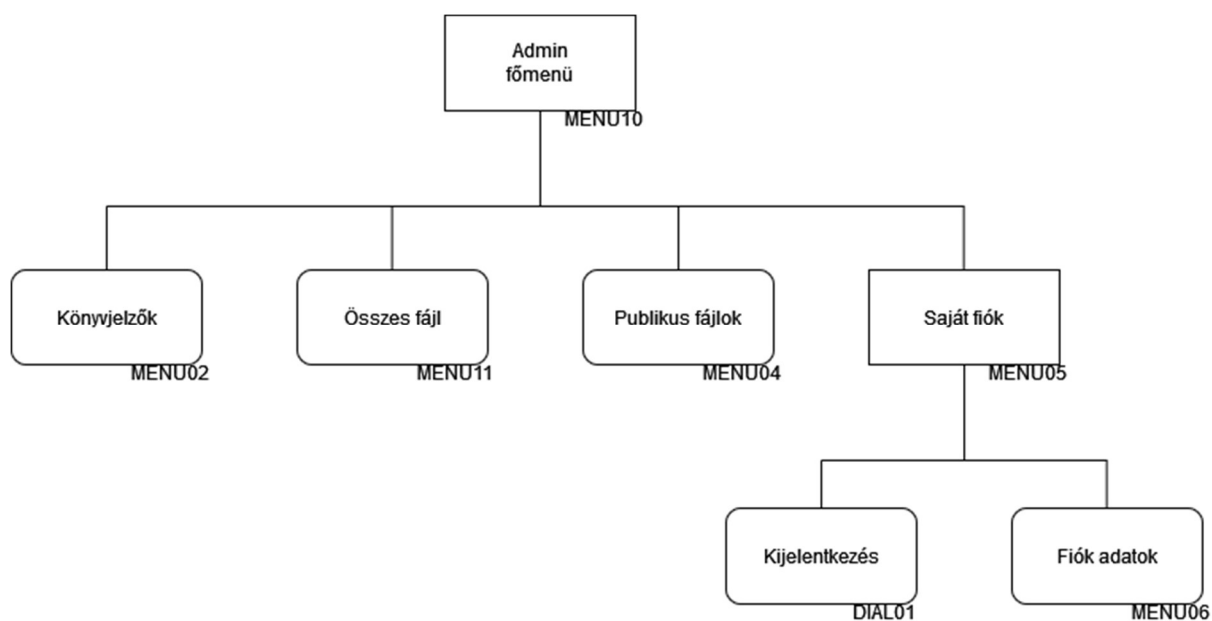 Admin
főmenü
MENU10
Könyvjelzők
MENU02
Összes fájl
MENU11
Publikus fájlok
MENU04
Saját fiók
MENU05
Kijelentkezés
DIAL01
Fiók adatok
MENU06